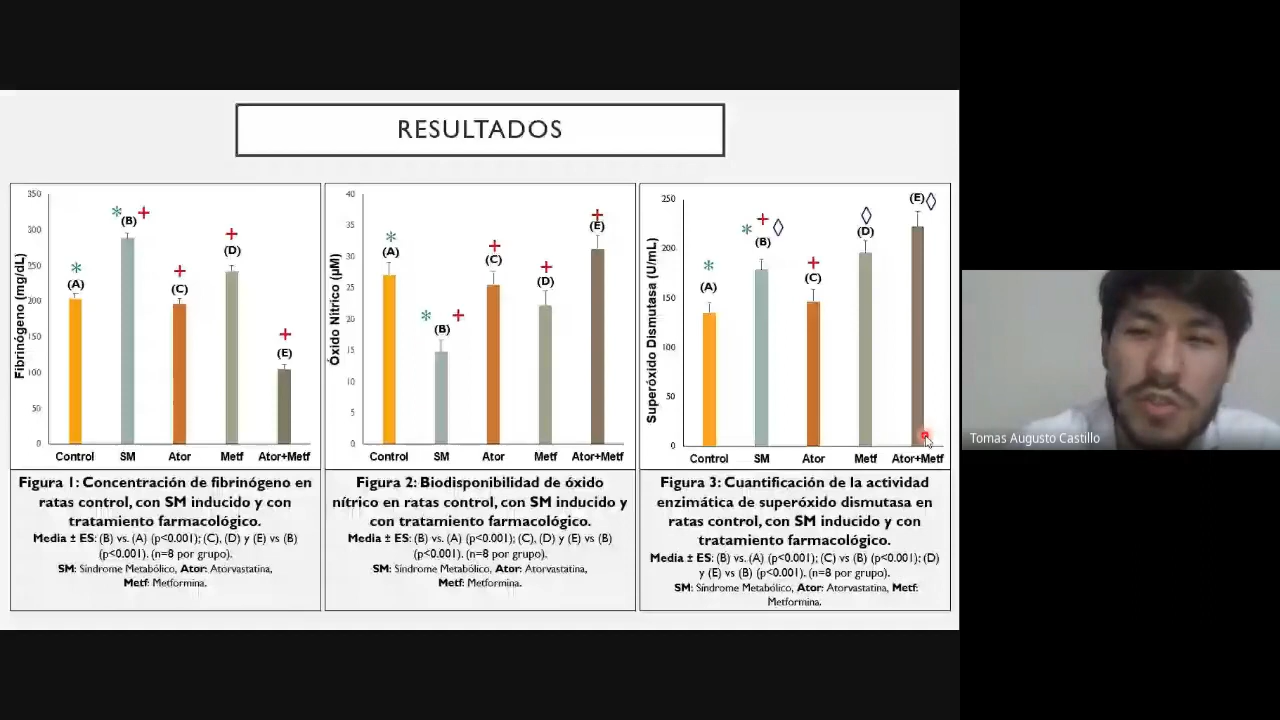 RESULTADOS
Fibrinógeno (mg/dL)
350
300
250
200
150
100
50
0
* (B) +
* (A)
+ (C)
+ (D)
+ (E)
Control SM Ator Metf Ator+Metf
Figura 1: Concentración de fibrinógeno en
ratas control, con SM inducido y con
tratamiento farmacológico.
Media ± ES: (B) vs. (A) (p<0.001); (C), (D) y (E) vs (B)
(p<0.001). (n=8 por grupo).
SM: Síndrome Metabólico, Ator: Atorvastatina,
Metf: Metformina.
Óxido Nítrico (µM)
40
35
30
25
20
15
10
5
0
* (A)
* + (B)
+ (C)
+ (D)
+ (E)
Control SM Ator Metf Ator+Metf
Figura 2: Biodisponibilidad de óxido
nítrico en ratas control, con SM inducido y
con tratamiento farmacológico.
Media ± ES: (B) vs. (A) (p<0.001); (C), (D) y (E) vs (B)
(p<0.001). (n=8 por grupo).
SM: Síndrome Metabólico, Ator: Atorvastatina,
Metf: Metformina.
Superóxido Dismutasa (U/mL)
250
200
150
100
50
0
* (A)
* + ◊ (B)
+ (C)
◊ (D)
(E) ◊
Control SM Ator Metf Ator+Metf
Figura 3: Cuantificación de la actividad
enzimática de superóxido dismutasa en
ratas control, con SM inducido y con
tratamiento farmacológico.
Media ± ES: (B) vs. (A) (p<0.001); (C) vs (B) (p<0.001); (D)
y (E) vs (B) (p<0.001). (n=8 por grupo).
SM: Síndrome Metabólico, Ator: Atorvastatina, Metf:
Metformina.
Tomas Augusto Castillo